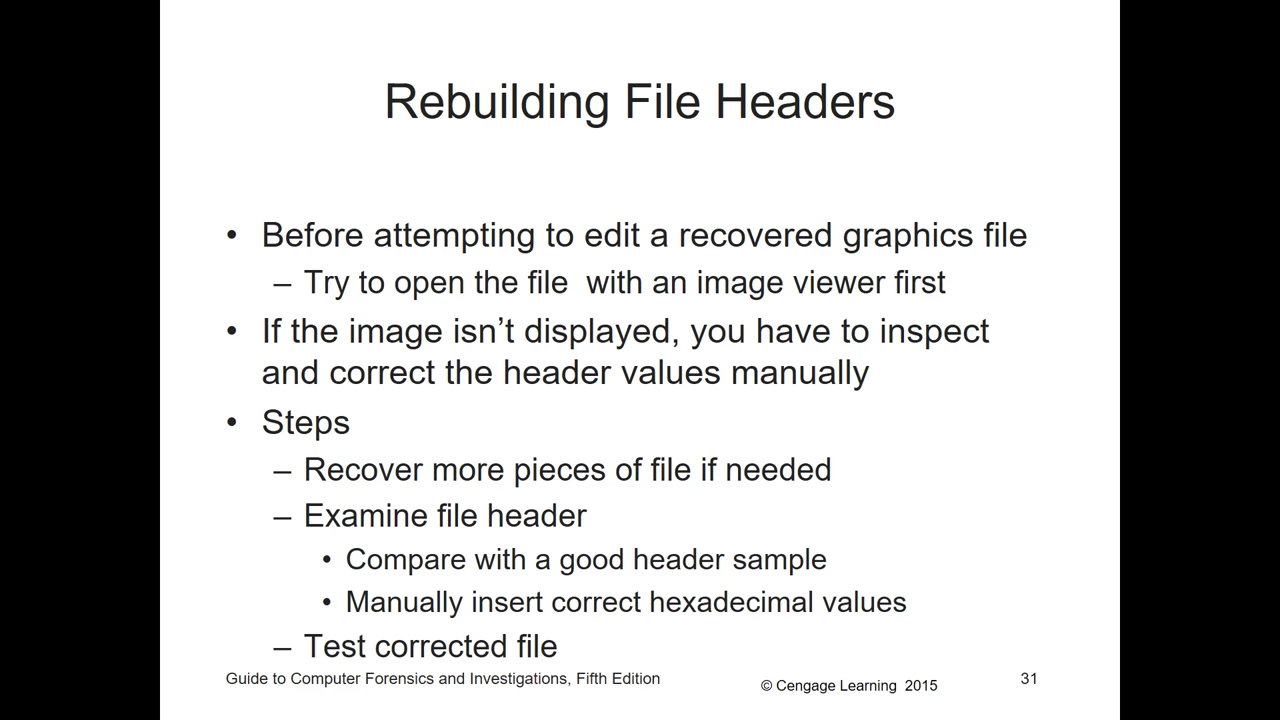 Rebuilding File Headers
• Before attempting to edit a recovered graphics file
– Try to open the file  with an image viewer first
• If the image isn’t displayed, you have to inspect
and correct the header values manually
• Steps
– Recover more pieces of file if needed
– Examine file header
• Compare with a good header sample
• Manually insert correct hexadecimal values
– Test corrected file
Guide to Computer Forensics and Investigations, Fifth Edition
© Cengage Learning  2015
31